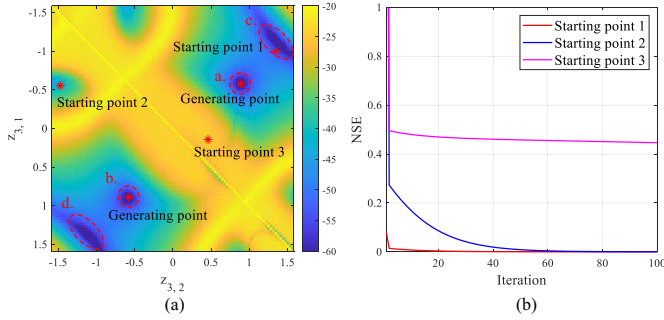 -1.5
-1
-0.5
0
0.5
1
1.5
z3, 1
-1.5 -1 -0.5 0 0.5 1 1.5
z3, 2
c.
Starting point 1
a.
Generating point
Starting point 2
Starting point 3
b.
Generating point
d.
-20
-25
-30
-35
-40
-45
-50
-55
-60
(a)
1
0.8
0.6
0.4
0.2
0
NSE
20 40 60 80 100
Iteration
Starting point 1
Starting point 2
Starting point 3
(b)